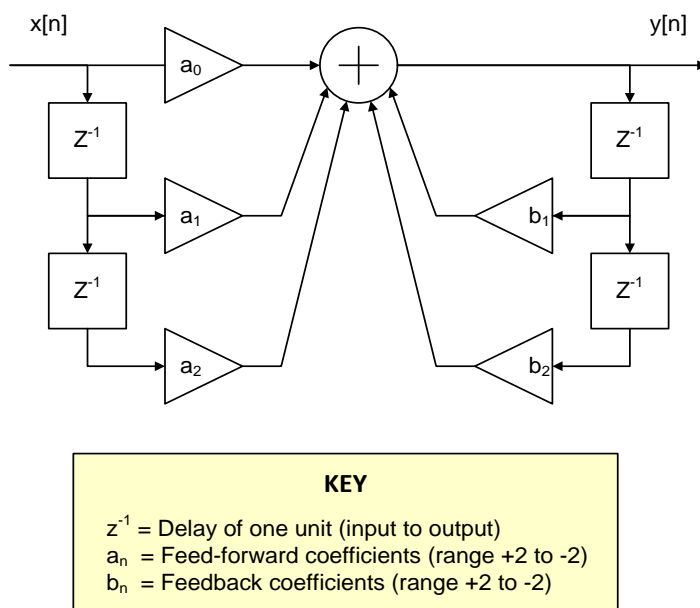 x[n] y[n]
a₀
Z⁻¹ Z⁻¹
a₁ b₁
Z⁻¹ Z⁻¹
a₂ b₂
KEY
z⁻¹ = Delay of one unit (input to output)
aₙ = Feed-forward coefficients (range +2 to -2)
bₙ = Feedback coefficients (range +2 to -2)